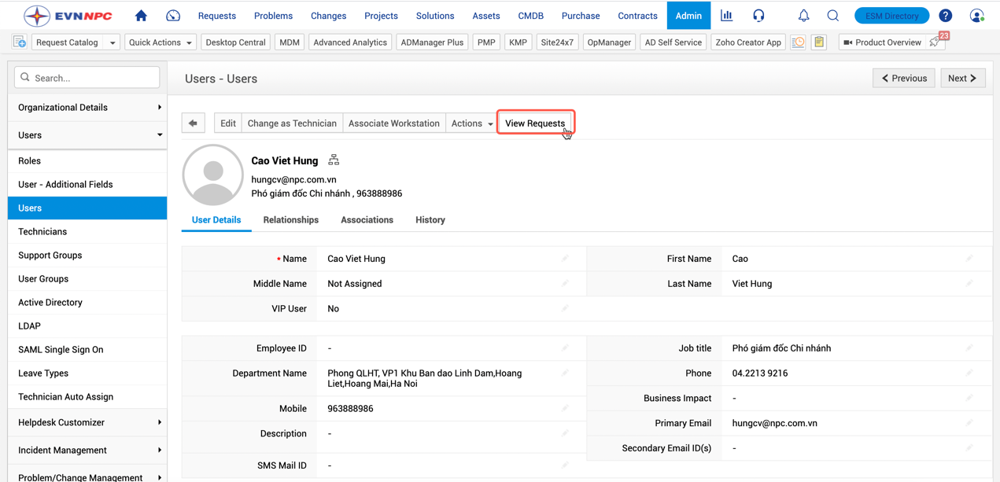 EVNNPC
Requests
Problems
Changes
Projects
Solutions
Assets
CMDB
Purchase
Contracts
Admin
ESM Directory
?
Request Catalog
Quick Actions
Desktop Central
MDM
Advanced Analytics
ADManager Plus
PMP
KMP
Site24x7
OpManager
AD Self Service
Zoho Creator App
Product Overview
23
Search...
Organizational Details
Users
Roles
User - Additional Fields
Users
Technicians
Support Groups
User Groups
Active Directory
LDAP
SAML Single Sign On
Leave Types
Technician Auto Assign
Helpdesk Customizer
Incident Management
Problem/Change Management
Users - Users
Previous
Next
Edit
Change as Technician
Associate Workstation
Actions
View Requests
Cao Viet Hung
hungcv@npc.com.vn
Phó giám đốc Chi nhánh , 963888986
User Details
Relationships
Associations
History
* Name
Cao Viet Hung
First Name
Cao
Middle Name
Not Assigned
Last Name
Viet Hung
VIP User
No
Employee ID
-
Job title
Phó giám đốc Chi nhánh
Department Name
Phong QLHT, VP1 Khu Ban dao Linh Dam,Hoang
Liet,Hoang Mai,Ha Noi
Phone
04.2213 9216
Business Impact
-
Mobile
963888986
Primary Email
hungcv@npc.com.vn
Description
-
Secondary Email ID(s)
-
SMS Mail ID
-